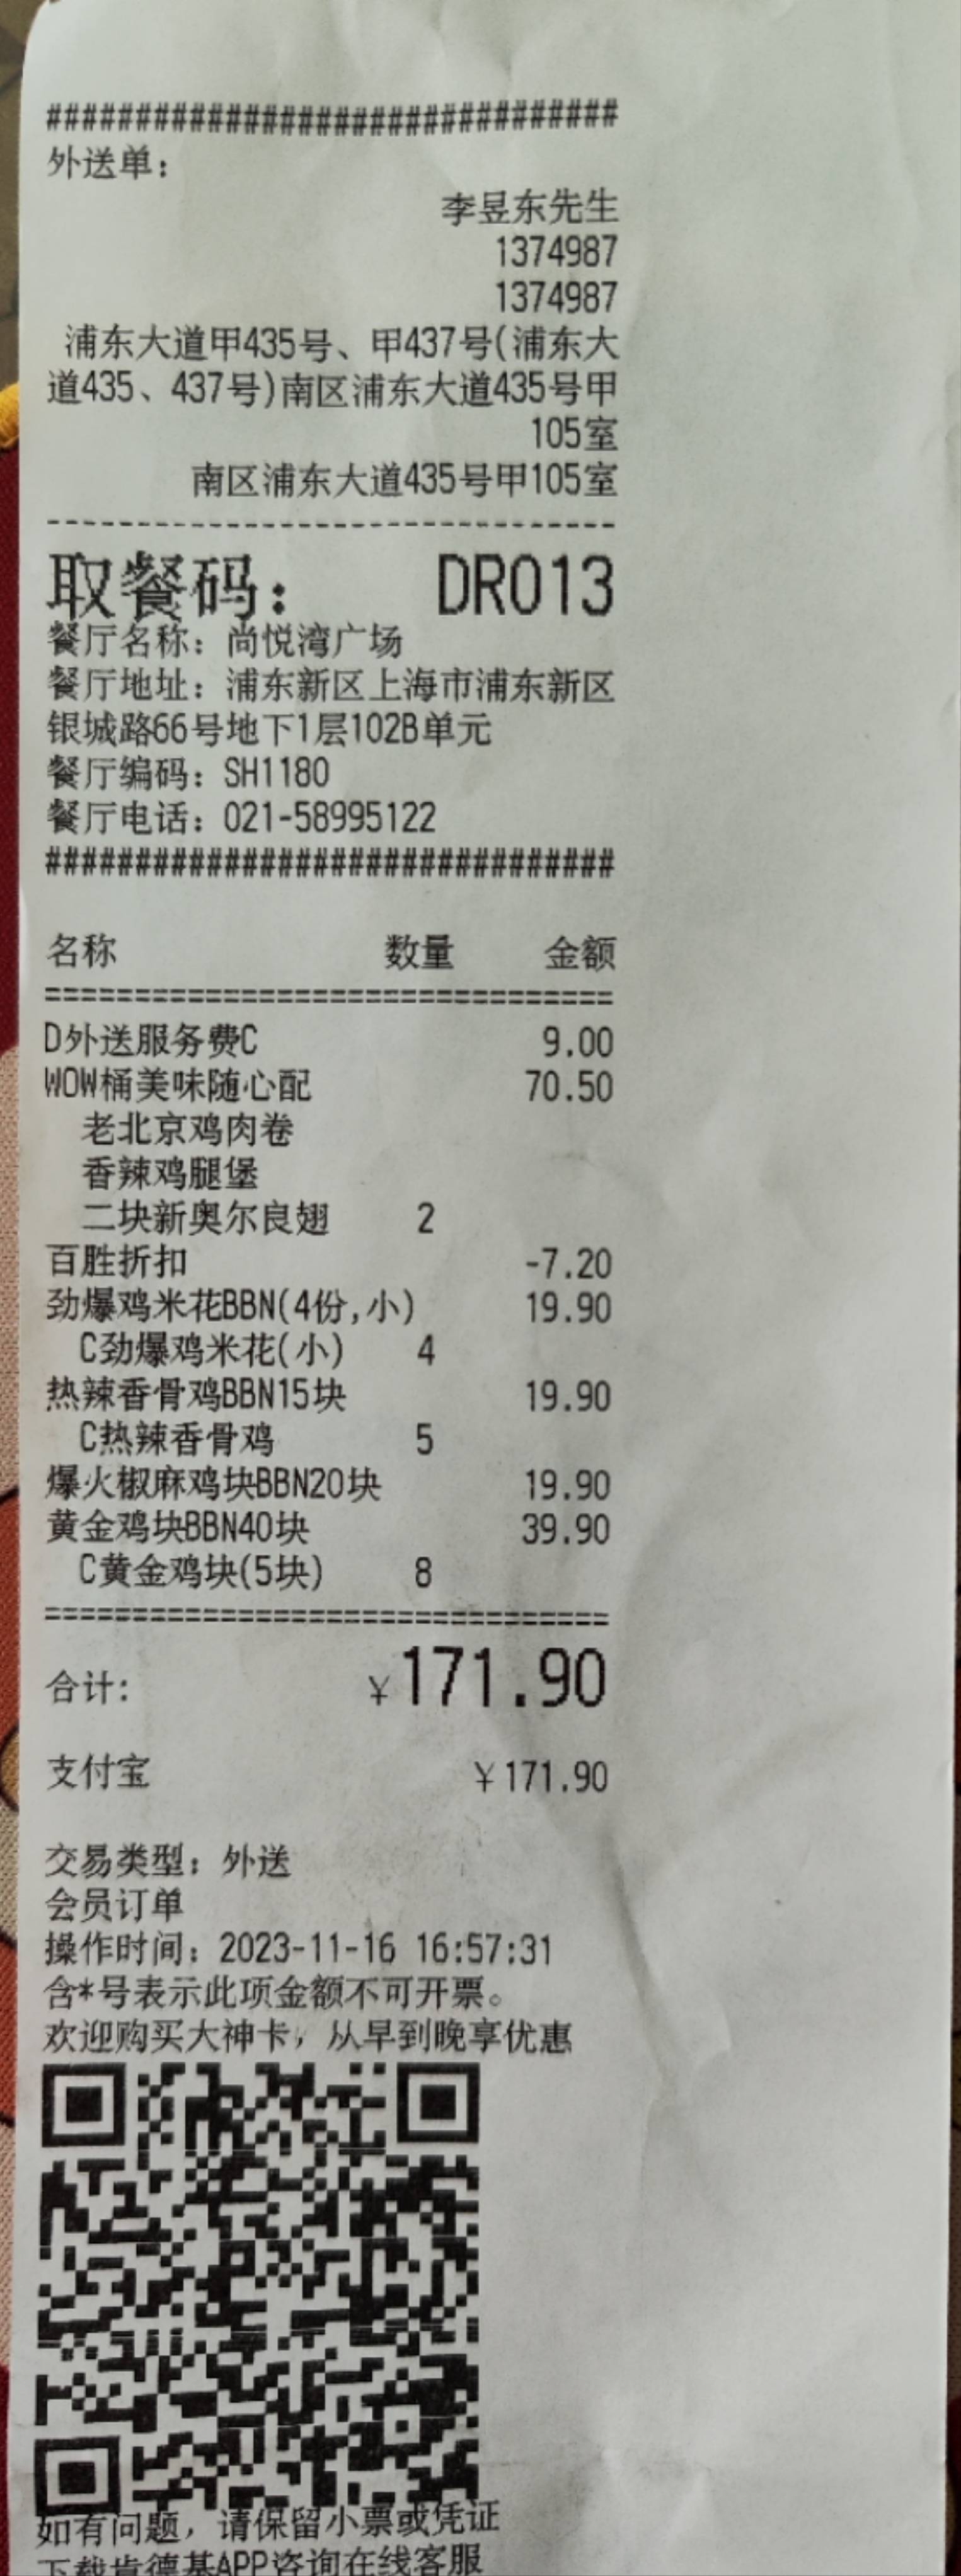 ################################
外送单：
李昱东先生
1374987
1374987
浦东大道甲435号、甲437号(浦东大
道435、437号)南区浦东大道435号甲
105室
南区浦东大道435号甲105室
--------------------------------
取餐码： DR013
餐厅名称：尚悦湾广场
餐厅地址：浦东新区上海市浦东新区
银城路66号地下1层102B单元
餐厅编码：SH1180
餐厅电话：021-58995122
################################
名称 数量 金额
================================
D外送服务费C 9.00
WOW桶美味随心配 70.50
老北京鸡肉卷
香辣鸡腿堡
二块新奥尔良翅 2
百胜折扣 -7.20
劲爆鸡米花BBN(4份,小) 19.90
C劲爆鸡米花(小) 4
热辣香骨鸡BBN15块 19.90
C热辣香骨鸡 5
爆火椒麻鸡块BBN20块 19.90
黄金鸡块BBN40块 39.90
C黄金鸡块(5块) 8
================================
合计: ¥171.90
支付宝 ¥171.90
交易类型：外送
会员订单
操作时间：2023-11-16 16:57:31
含*号表示此项金额不可开票。
欢迎购买大神卡，从早到晚享优惠
如有问题，请保留小票或凭证
下载肯德基APP咨询在线客服